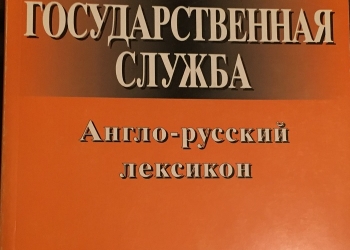 ГОСУДАРСТВЕННАЯ
СЛУЖБА
Англо-русский
лексикон